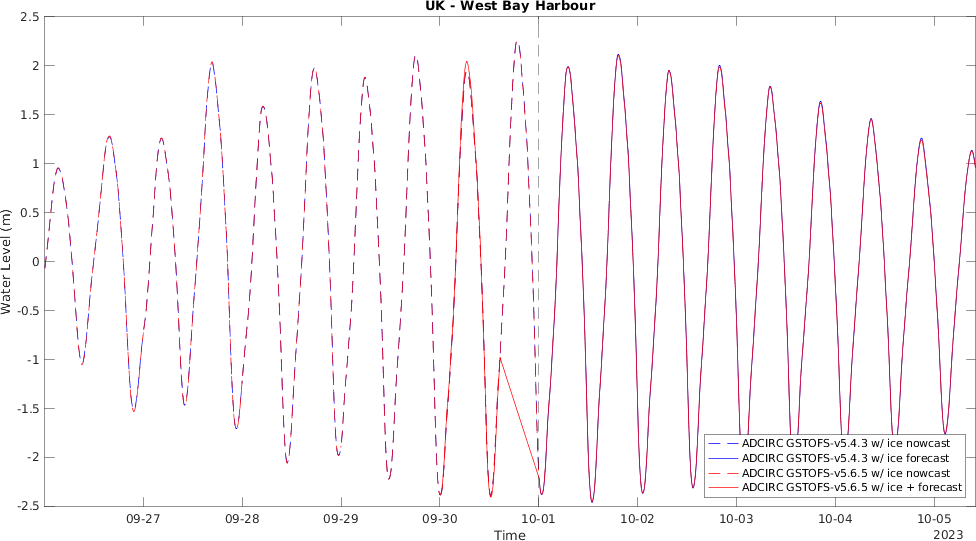 UK - West Bay Harbour
2.5
2
1.5
1
0.5
0
-0.5
-1
-1.5
-2
-2.5
Water Level (m)
ADCIRC GSTOFS-v5.4.3 w/ ice nowcast
ADCIRC GSTOFS-v5.4.3 w/ ice forecast
ADCIRC GSTOFS-v5.6.5 w/ ice nowcast
ADCIRC GSTOFS-v5.6.5 w/ ice + forecast
09-27 09-28 09-29 09-30 10-01 10-02 10-03 10-04 10-05
Time
2023